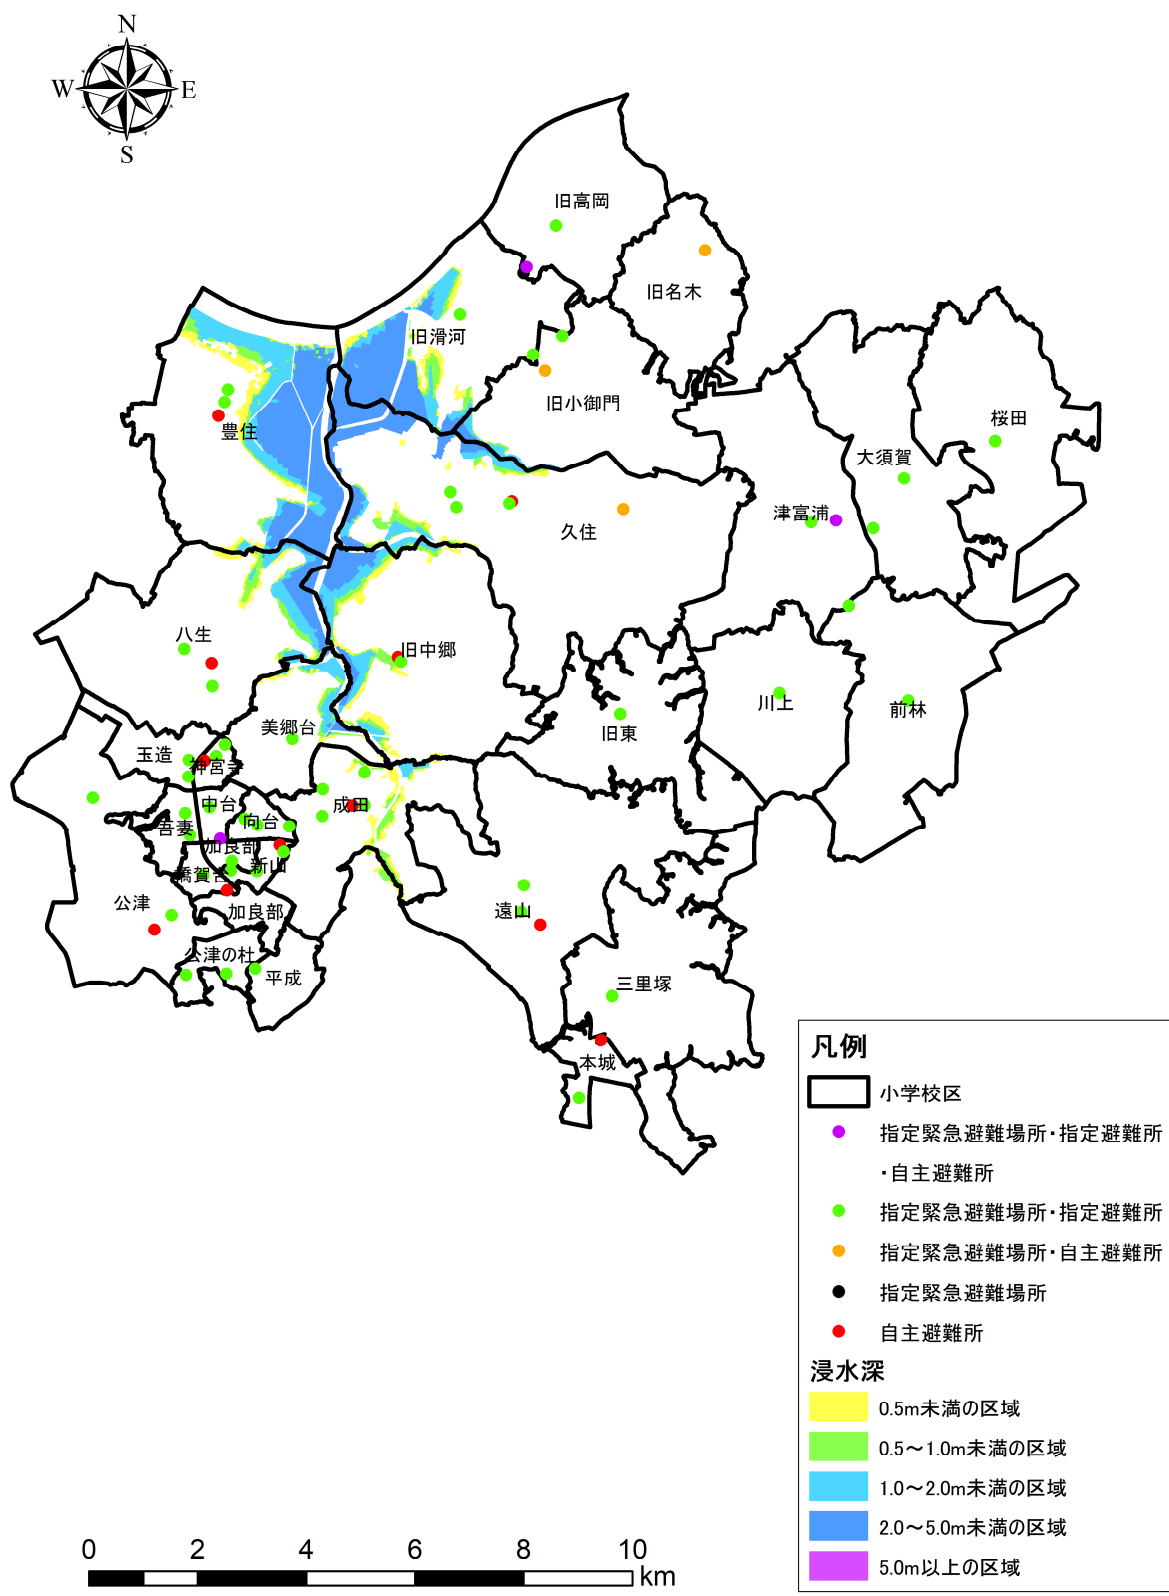 N
W E
S
旧高岡
旧名木
旧滑河
旧小御門
豊住
桜田
大須賀
津富浦
久住
八生
旧中郷
川上
前林
美郷台
旧東
玉造
神宮寺
中台
成田
向台
吾妻
加良部
新山
橋賀台
公津
加良部
遠山
公津の杜
平成
三里塚
本城
凡例
小学校区
指定緊急避難場所・指定避難所
・自主避難所
指定緊急避難場所・指定避難所
指定緊急避難場所・自主避難所
指定緊急避難場所
自主避難所
浸水深
0.5m未満の区域
0.5～1.0m未満の区域
1.0～2.0m未満の区域
2.0～5.0m未満の区域
5.0m以上の区域
0 2 4 6 8 10
km